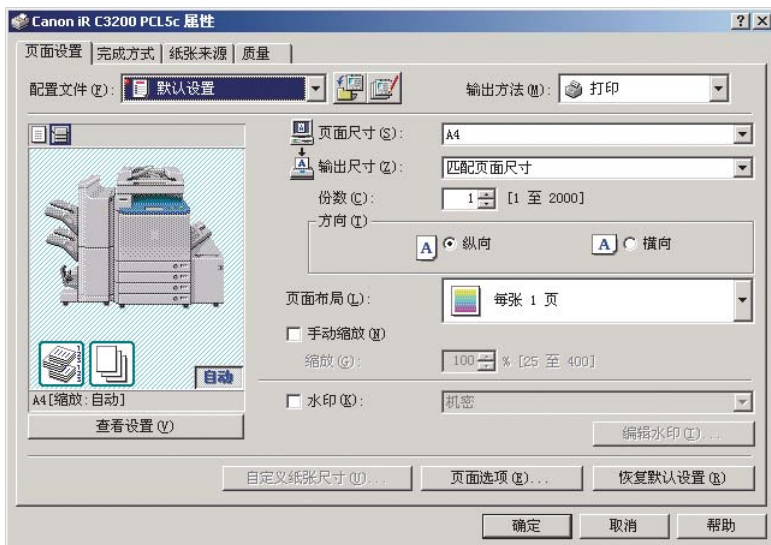 Canon iR C3200 PCL5c 属性
页面设置 完成方式 纸张来源 质量
配置文件(F): 默认设置 输出方法(M): 打印
页面尺寸(S): A4
输出尺寸(Z): 匹配页面尺寸
份数(C): 1 [1 至 2000]
方向(T)
A 纵向 A 横向
页面布局(L): 每张 1 页
手动缩放(N)
缩放(G): 100 % [25 至 400]
自动
A4[缩放:自动]
水印(K): 机密
查看设置(V) 编辑水印(I)...
自定义纸张尺寸(U)... 页面选项(E)... 恢复默认设置(R)
确定 取消 帮助